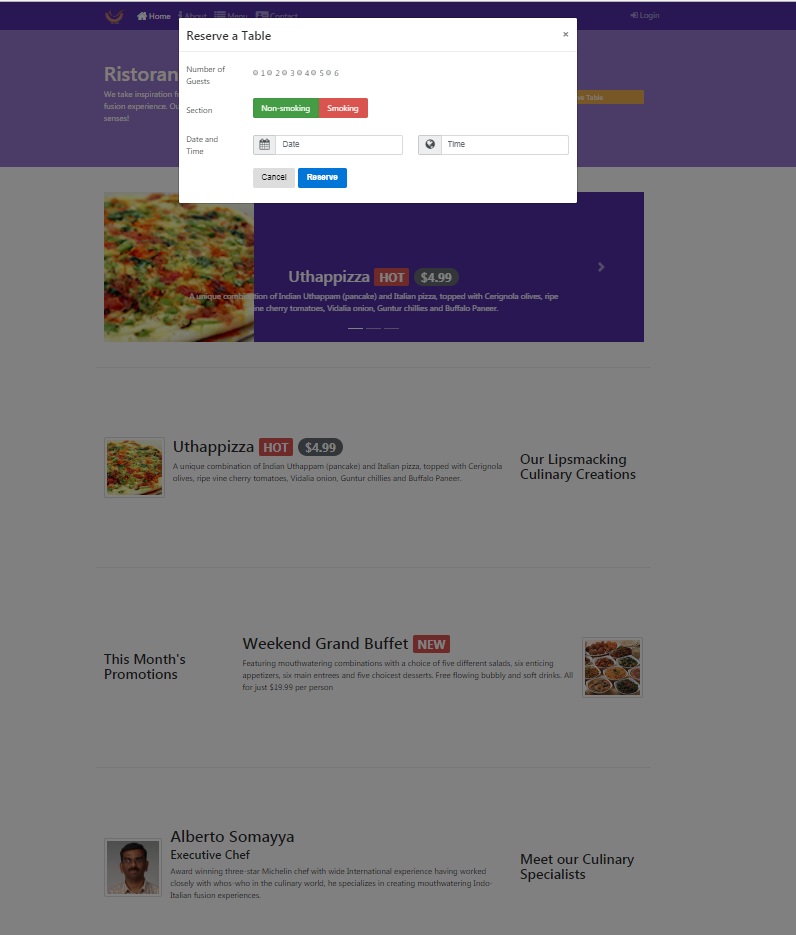 Home About Menu Contact Login
Reserve a Table ×
Number of
Guests
1 2 3 4 5 6
Section
Non-smoking Smoking
Date and
Time
Date Time
Cancel Reserve
Ristoran
We take inspiration f
fusion experience. Ou
senses!
ve Table
Uthappizza HOT $4.99
A unique combination of Indian Uthappam (pancake) and Italian pizza, topped with Cerignola olives, ripe
vine cherry tomatoes, Vidalia onion, Guntur chillies and Buffalo Paneer.
Uthappizza HOT $4.99
A unique combination of Indian Uthappam (pancake) and Italian pizza, topped with Cerignola
olives, ripe vine cherry tomatoes, Vidalia onion, Guntur chillies and Buffalo Paneer.
Our Lipsmacking
Culinary Creations
This Month's
Promotions
Weekend Grand Buffet NEW
Featuring mouthwatering combinations with a choice of five different salads, six enticing
appetizers, six main entrees and five choicest desserts. Free flowing bubbly and soft drinks. All
for just $19.99 per person
Alberto Somayya
Executive Chef
Award winning three-star Michelin chef with wide International experience having worked
closely with whos-who in the culinary world, he specializes in creating mouthwatering Indo-
Italian fusion experiences.
Meet our Culinary
Specialists